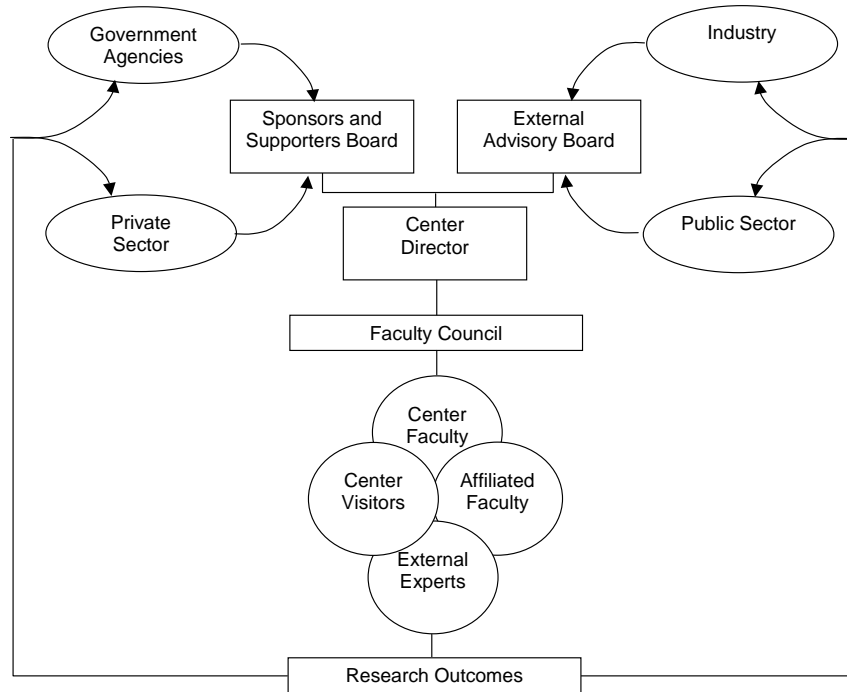 Government
Agencies
Industry
Sponsors and
Supporters Board
External
Advisory Board
Private
Sector
Center
Director
Public Sector
Faculty Council
Center
Faculty
Center
Visitors
Affiliated
Faculty
External
Experts
Research Outcomes